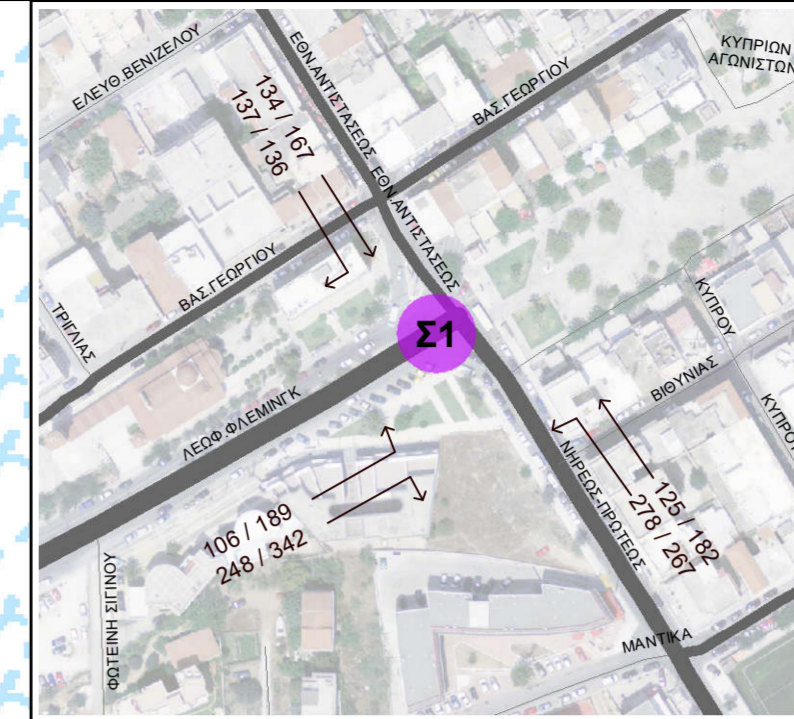 ΕΛΕΥΘ.ΒΕΝΙΖΕΛΟΥ
ΕΘΝ.ΑΝΤΙΣΤΑΣΕΩΣ
ΒΑΣ.ΓΕΩΡΓΙΟΥ
ΚΥΠΡΙΩΝ
ΑΓΩΝΙΣΤΩΝ
134 / 167
137 / 136
ΕΘΝ.ΑΝΤΙΣΤΑΣΕΩΣ
ΒΑΣ.ΓΕΩΡΓΙΟΥ
ΤΡΙΓΛΙΑΣ
Σ1
ΚΥΠΡΟΥ
ΒΙΘΥΝΙΑΣ
ΚΥΠΡΟΥ
ΛΕΩΦ.ΦΛΕΜΙΝΓΚ
ΝΗΡΕΩΣ-ΠΡΩΤΕΩΣ
125 / 182
278 / 267
106 / 189
248 / 342
ΦΩΤΕΙΝΗ ΣΙΓΙΝΟΥ
ΜΑΝΤΙΚΑ